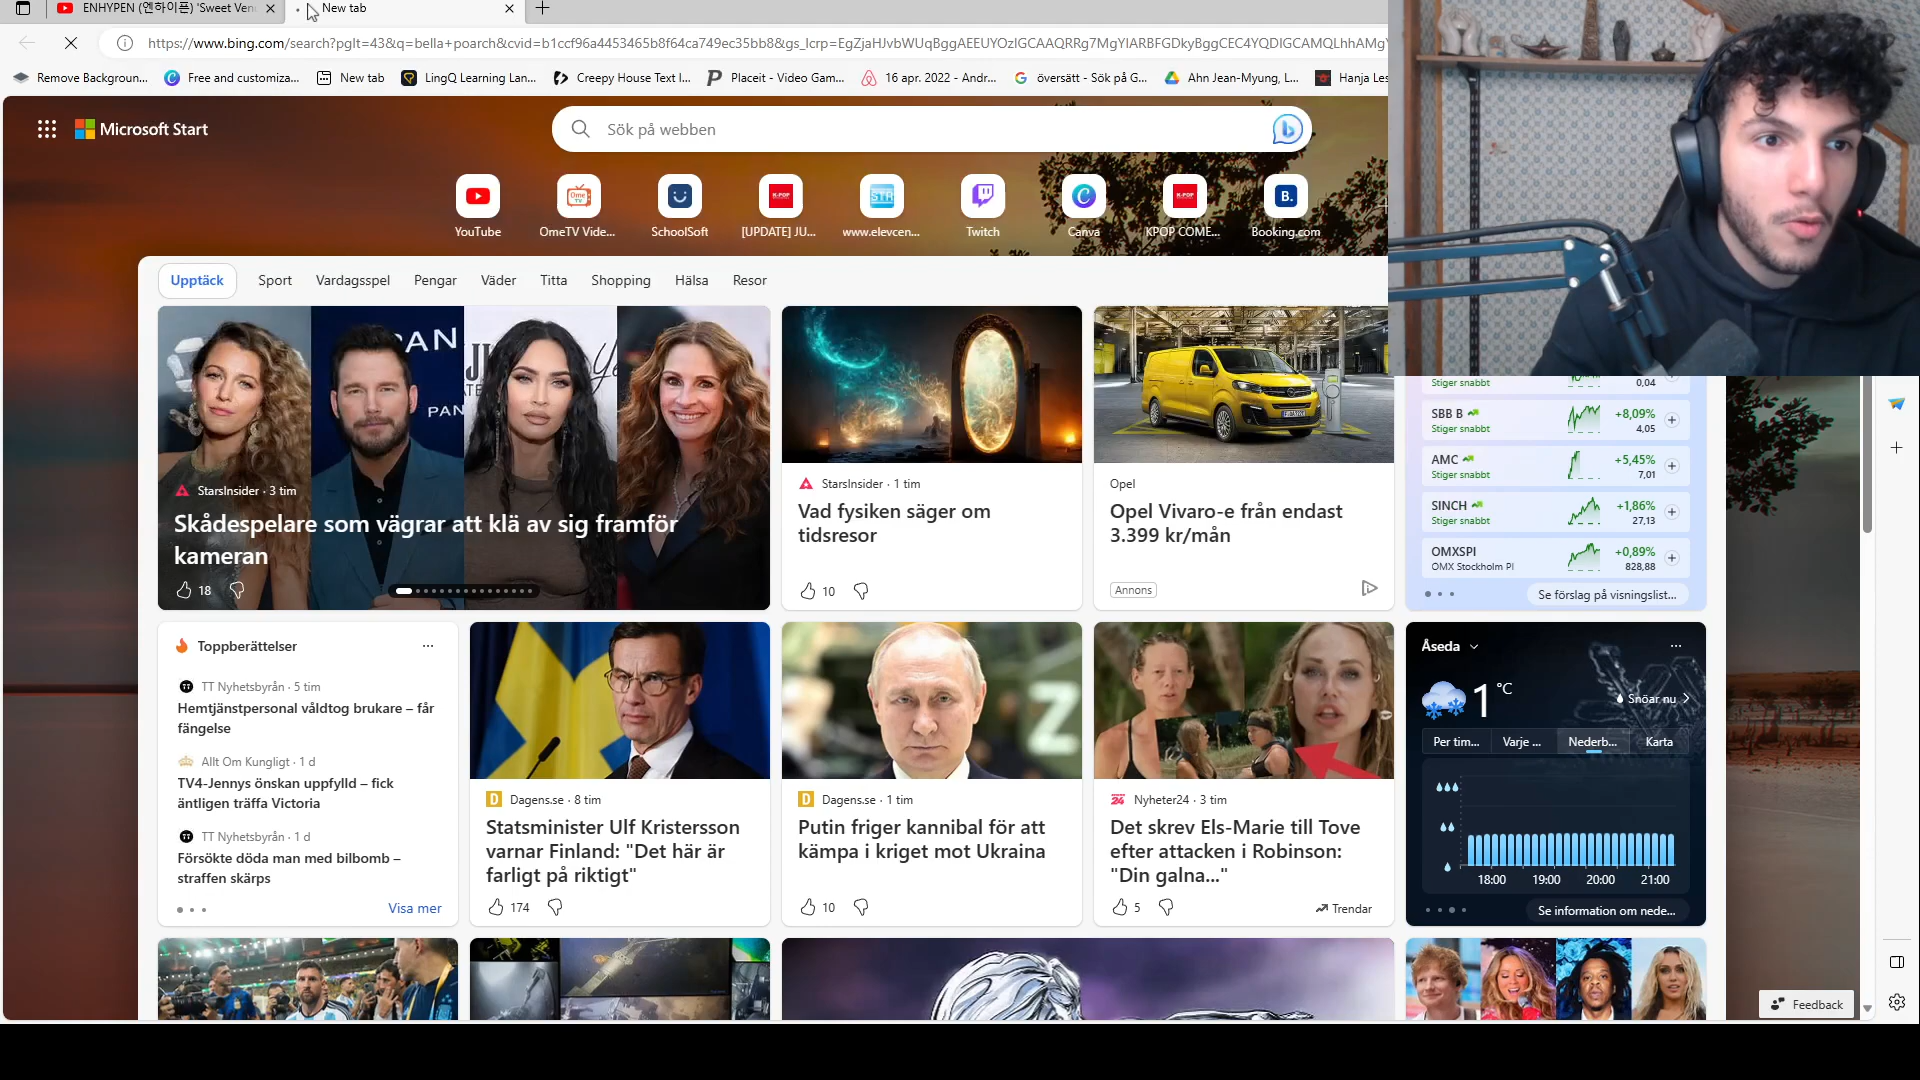 ENHYPEN (엔하이픈) 'Sweet Ven
New tab
https://www.bing.com/search?pglt=43&q=bella+poarch&cvid=b1ccf96a4453465b8f64ca749ec35bb8&gs_lcrp=EgZjaHJvbWUqBggAEEUYOzIGCAAQRRg7MgYIARBFGDkyBggCEC4YQDIGCAMQLhhAMgY
Remove Backgroun...
Free and customiza...
New tab
LingQ Learning Lan...
Creepy House Text I...
Placeit - Video Gam...
16 apr. 2022 - Andr...
översätt - Sök på G...
Ahn Jean-Myung, L...
Hanja Les
Microsoft Start
Sök på webben
YouTube
OmeTV Vide...
SchoolSoft
[UPDATE] JU...
www.elevcen...
Twitch
Canva
KPOP COME...
Booking.com
Upptäck
Sport
Vardagsspel
Pengar
Väder
Titta
Shopping
Hälsa
Resor
StarsInsider · 3 tim
Skådespelare som vägrar att klä av sig framför
kameran
18
StarsInsider · 1 tim
Vad fysiken säger om
tidsresor
10
Opel
Opel Vivaro-e från endast
3.399 kr/mån
Annons
Stiger snabbt
0,04
SBB B
+8,09%
Stiger snabbt
4,05
AMC
+5,45%
Stiger snabbt
7,01
SINCH
+1,86%
Stiger snabbt
27,13
OMXSPI
+0,89%
OMX Stockholm PI
828,88
Se förslag på visningslist...
Toppberättelser
TT Nyhetsbyrån · 5 tim
Hemtjänstpersonal våldtog brukare – får
fängelse
Allt Om Kungligt · 1 d
TV4-Jennys önskan uppfylld – fick
äntligen träffa Victoria
TT Nyhetsbyrån · 1 d
Försökte döda man med bilbomb –
straffen skärps
Visa mer
Dagens.se · 8 tim
Statsminister Ulf Kristersson
varnar Finland: "Det här är
farligt på riktigt"
174
Dagens.se · 1 tim
Putin friger kannibal för att
kämpa i kriget mot Ukraina
10
Nyheter24 · 3 tim
Det skrev Els-Marie till Tove
efter attacken i Robinson:
"Din galna..."
5
Trendar
Åseda
1 °C
Snöar nu
Per tim...
Varje ...
Nederb...
Karta
18:00
19:00
20:00
21:00
Se information om nede...
Feedback